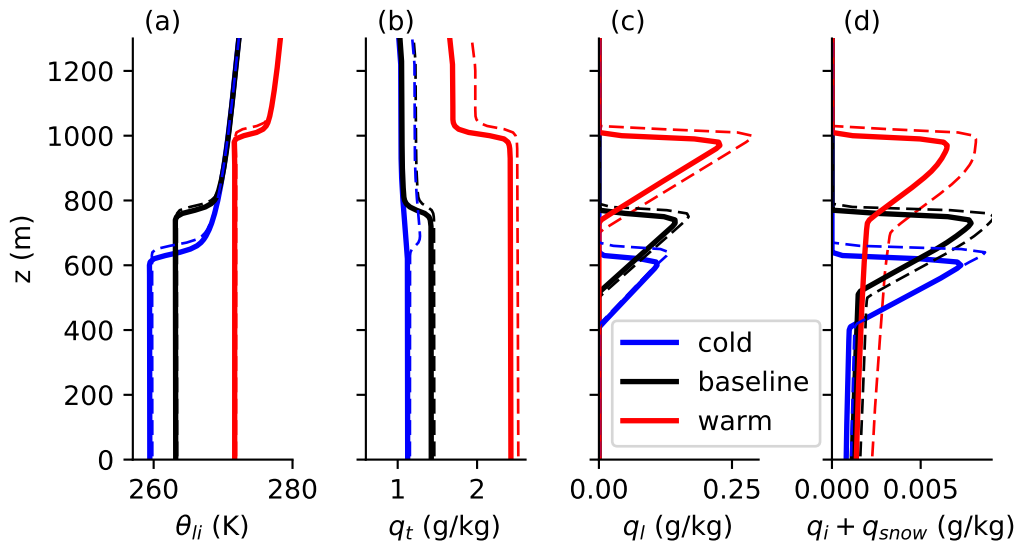 (a) (b) (c) (d)
1200
1000
800
600
400
200
0
z (m)
cold
baseline
warm
260 280 1 2 0.00 0.25 0.000 0.005
θli (K) qt (g/kg) ql (g/kg) qi + qsnow (g/kg)